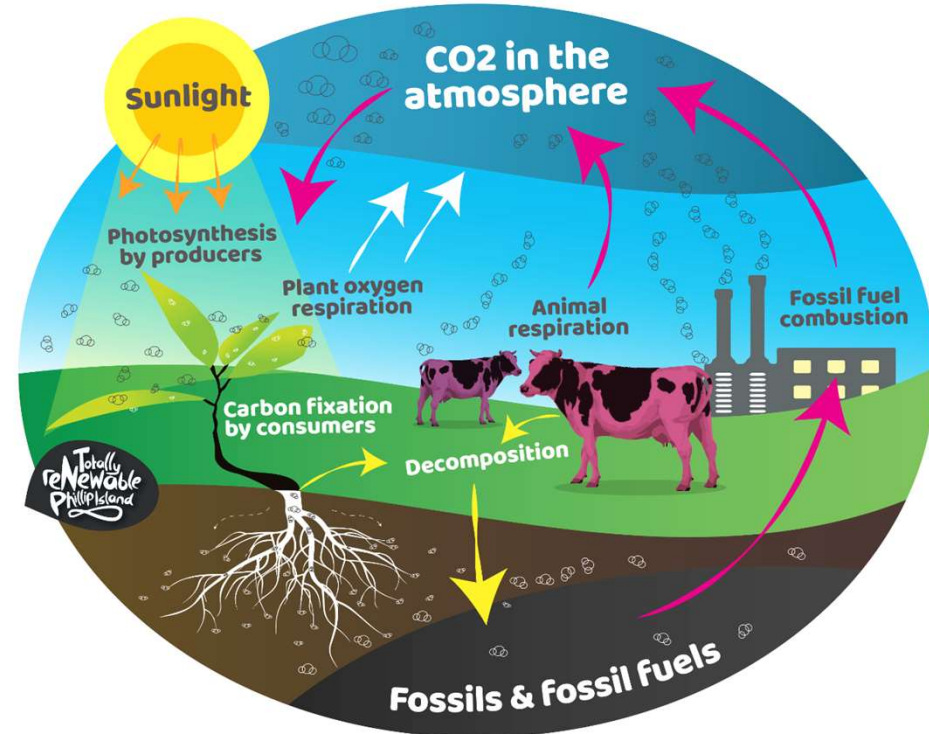 CO2 in the
atmosphere
Sunlight
Photosynthesis
by producers
Plant oxygen
respiration
Animal
respiration
Fossil fuel
combustion
Carbon fixation
by consumers
Decomposition
Totally
reNewable
Phillip Island
Fossils & fossil fuels